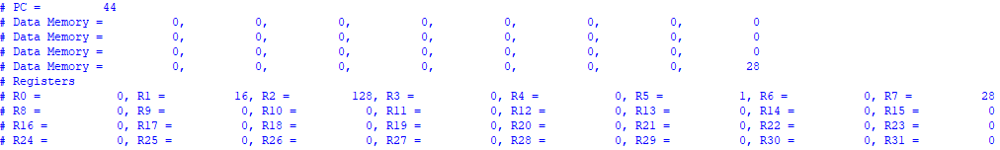 # PC =         44
# Data Memory =          0,          0,          0,          0,          0,          0,          0,          0
# Data Memory =          0,          0,          0,          0,          0,          0,          0,          0
# Data Memory =          0,          0,          0,          0,          0,          0,          0,          0
# Data Memory =          0,          0,          0,          0,          0,          0,          0,         28
# Registers
# R0 =          0, R1 =         16, R2 =        128, R3 =          0, R4 =          0, R5 =          1, R6 =          0, R7 =         28
# R8 =          0, R9 =          0, R10 =          0, R11 =          0, R12 =          0, R13 =          0, R14 =          0, R15 =          0
# R16 =          0, R17 =          0, R18 =          0, R19 =          0, R20 =          0, R21 =          0, R22 =          0, R23 =          0
# R24 =          0, R25 =          0, R26 =          0, R27 =          0, R28 =          0, R29 =          0, R30 =          0, R31 =          0